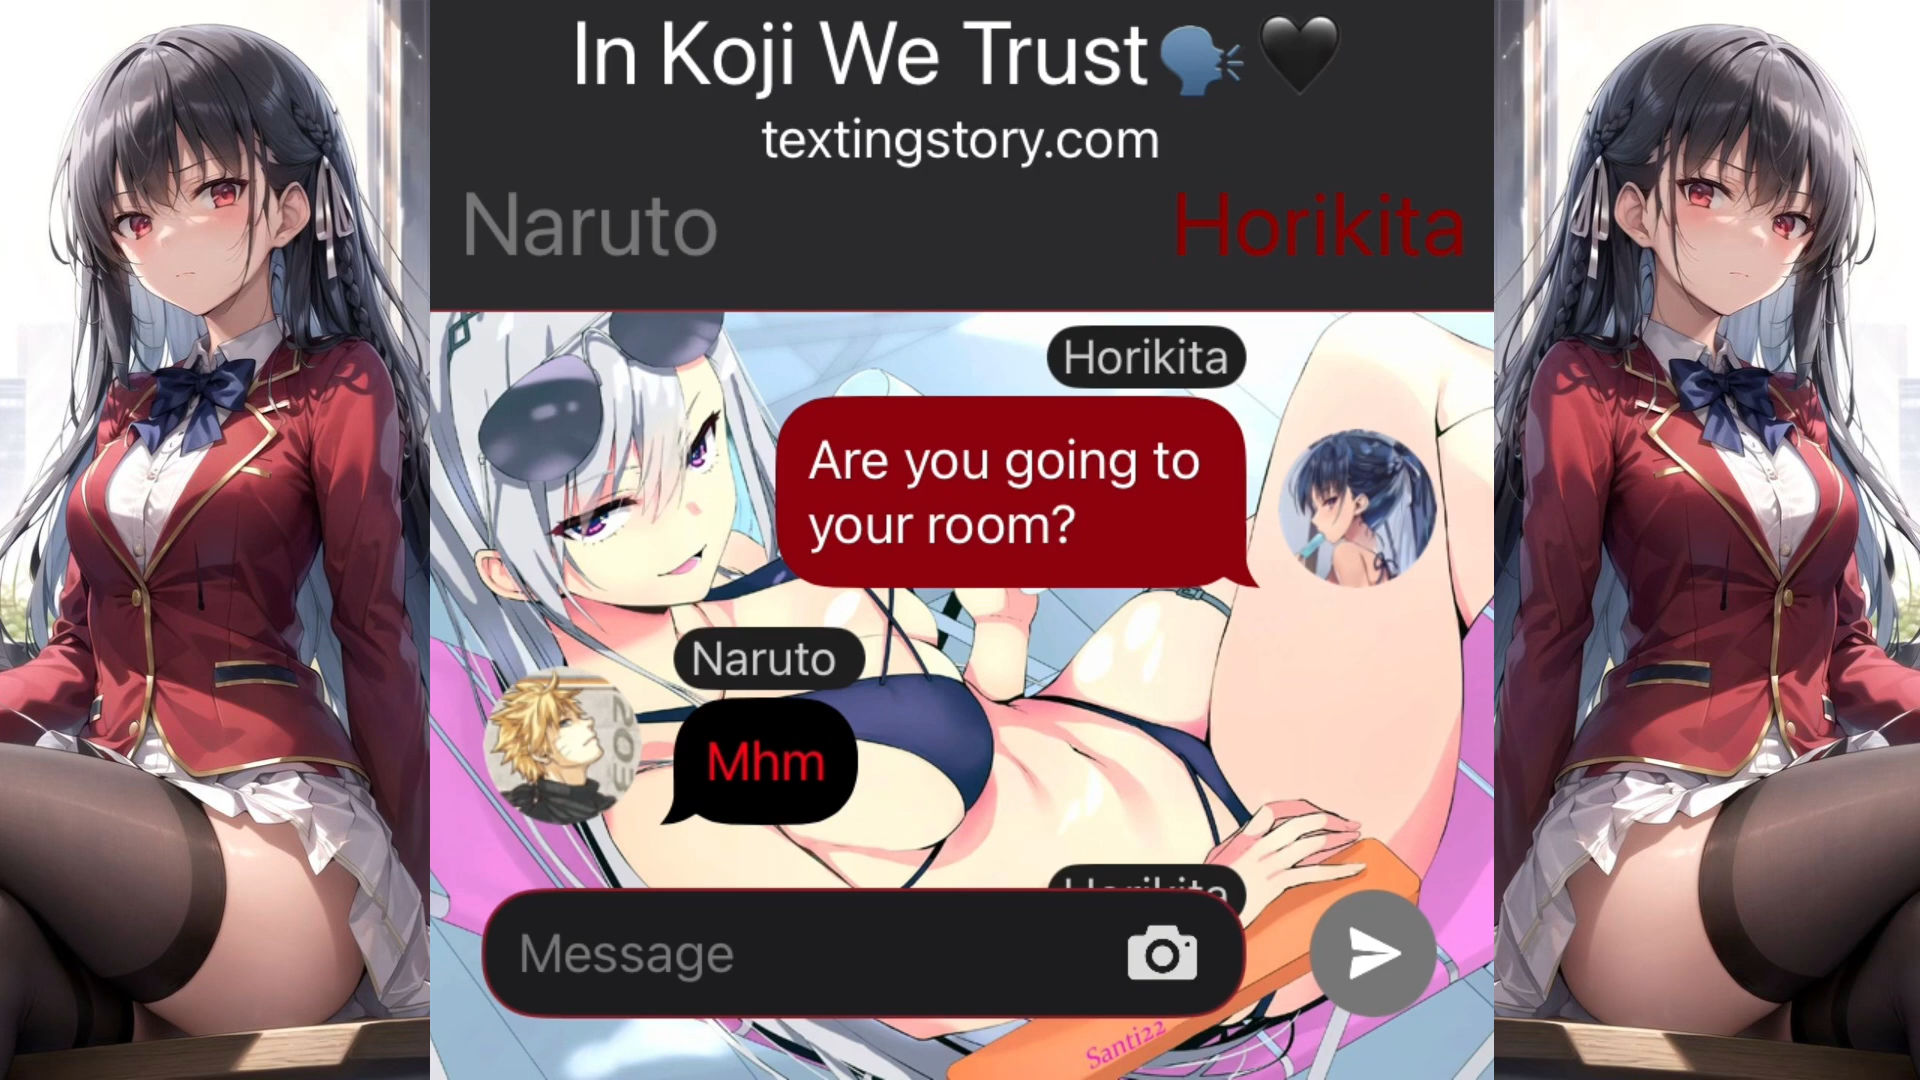 In Koji We Trust🗣️🖤
textingstory.com
Naruto
Horikita
Horikita
Are you going to
your room?
Naruto
Mhm
Horikita
Message
Santi22